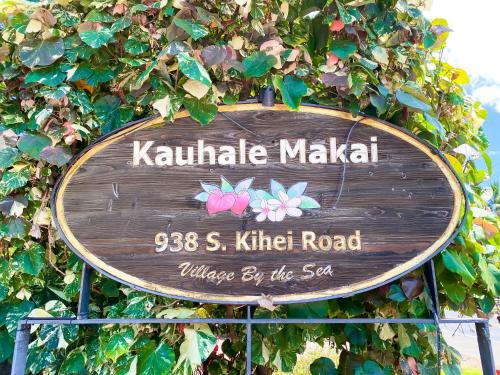 Kauhale Makai
938 S. Kihei Road
Village By the Sea